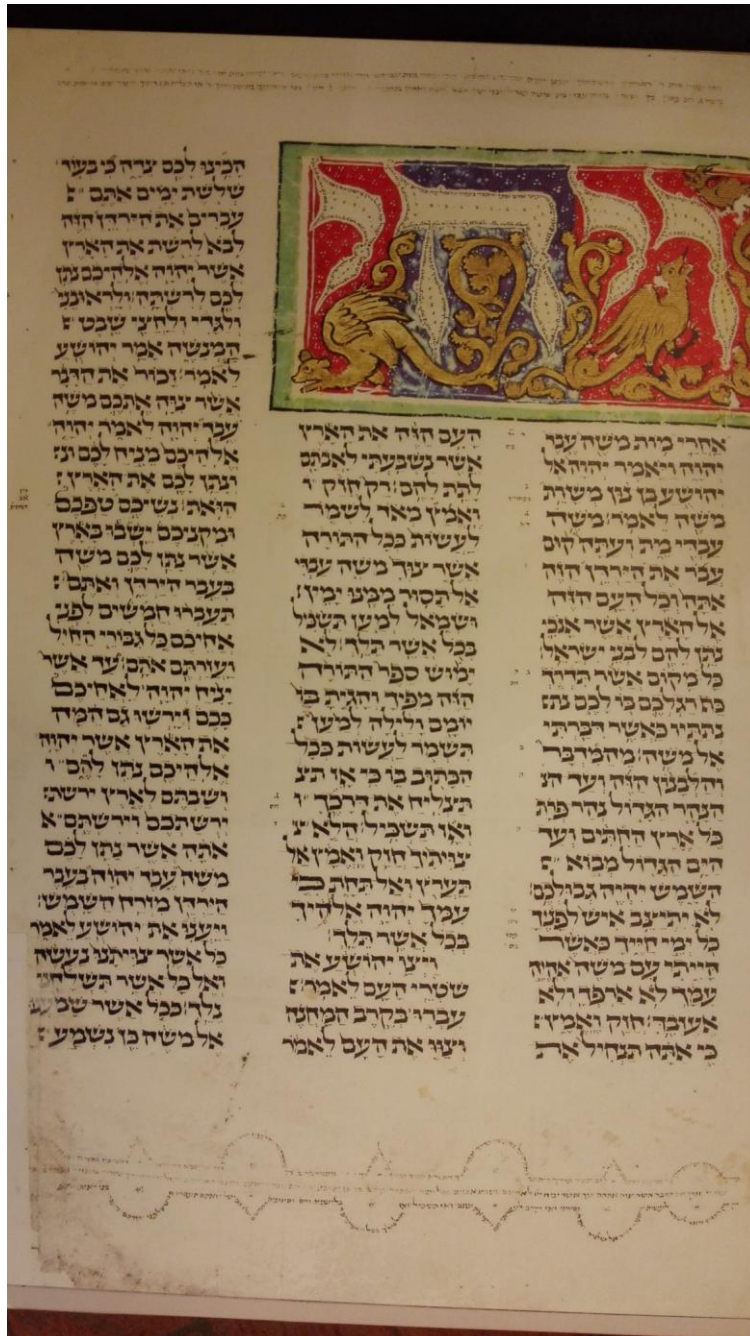 ויהי
אחרי מות משה עבד
יהוה ויאמר יהוה אל
יהושע בן נון משרת
משה לאמר׃ משה
עבדי מת ועתה קום
עבר את הירדן הזה
אתה וכל העם הזה
אל הארץ אשר אנכי
נתן להם לבני ישראל׃
כל מקום אשר תדרך
כף רגלכם בו לכם
נתתיו כאשר דברתי
אל משה׃ מהמדבר
והלבנון הזה ועד
הנהר הגדול נהר פרת
כל ארץ החתים ועד
הים הגדול מבוא
השמש יהיה גבולכם׃
לא יתיצב איש לפניך
כל ימי חייך כאשר
הייתי עם משה אהיה
עמך לא ארפך ולא
אעזבך׃ חזק ואמץ
כי אתה תנחיל את
העם הזה את הארץ
אשר נשבעתי לאבתם
לתת להם׃ רק חזק ו
ואמץ מאד לשמר
לעשות ככל התורה
אשר צוך משה עבדי
אל תסור ממנו ימין
ושמאל למען תשכיל
בכל אשר תלך׃ לא
ימוש ספר התורה
הזה מפיך והגית בו
יומם ולילה למען
תשמר לעשות ככל
הכתוב בו כי אז תצ
תצליח את דרכך ו
ואז תשכיל׃ הלא צ
צויתיך חזק ואמץ אל
תערץ ואל תחת כי
עמך יהוה אלהיך
בכל אשר תלך׃
ויצו יהושע את
שטרי העם לאמר׃
עברו בקרב המחנה
וצוו את העם לאמר
הכינו לכם צדה כי בעוד
שלשת ימים אתם
עברים את הירדן הזה
לבא לרשת את הארץ
אשר יהוה אלהיכם נתן
לכם לרשתה׃ ולראובני
ולגדי ולחצי שבט
המנשה אמר יהושע
לאמר׃ זכור את הדבר
אשר צוה אתכם משה
עבד יהוה לאמר יהוה
אלהיכם מניח לכם ונ
ונתן לכם את הארץ
הזאת׃ נשיכם טפכם
ומקניכם ישבו בארץ
אשר נתן לכם משה
בעבר הירדן ואתם
תעברו חמשים לפני
אחיכם כל גבורי החיל
ועזרתם אתם׃ עד אשר
יניח יהוה לאחיכם
ככם וירשו גם המה
את הארץ אשר יהוה
אלהיכם נתן להם ו
ושבתם לארץ ירשת
ירשתכם וירשתם א
אתה אשר נתן לכם
משה עבד יהוה בעבר
הירדן מזרח השמש׃
ויענו את יהושע לאמר
כל אשר צויתנו נעשה
ואל כל אשר תשלחנו
נלך׃ ככל אשר שמענו
אל משה כן נשמע